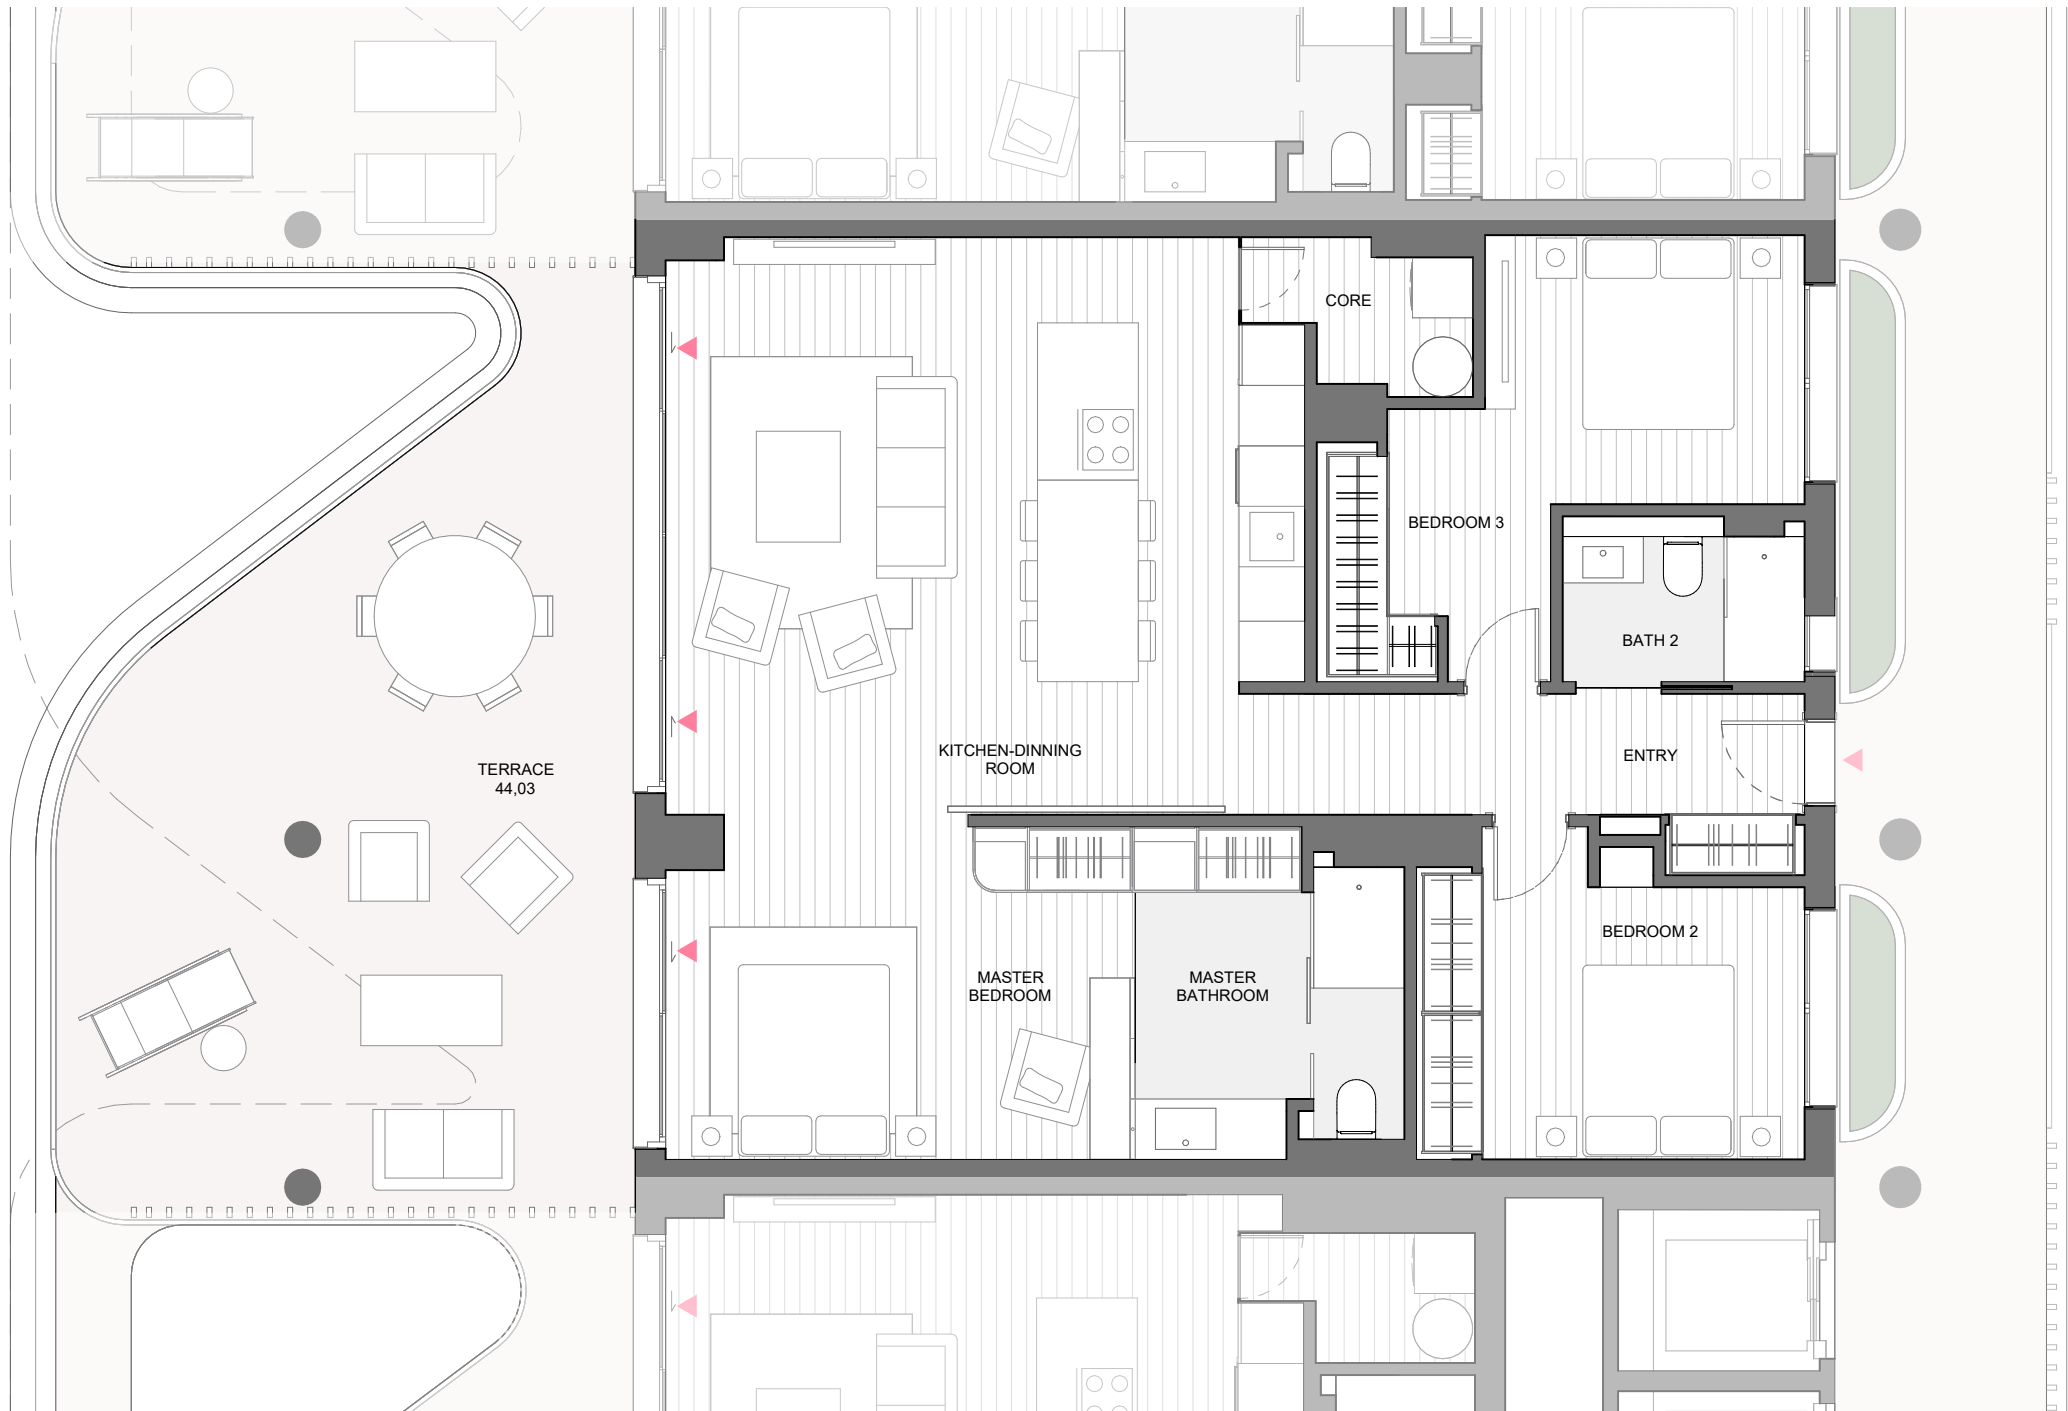 CORE
BEDROOM 3
BATH 2
KITCHEN-DINNING
ROOM
ENTRY
TERRACE
44,03
BEDROOM 2
MASTER
BEDROOM
MASTER
BATHROOM